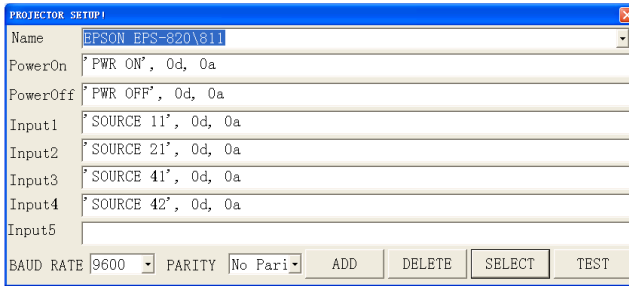 PROJECTOR SETUP!
Name EPSON EPS-820\811
PowerOn 'PWR ON', 0d, 0a
PowerOff 'PWR OFF', 0d, 0a
Input1 'SOURCE 11', 0d, 0a
Input2 'SOURCE 21', 0d, 0a
Input3 'SOURCE 41', 0d, 0a
Input4 'SOURCE 42', 0d, 0a
Input5
BAUD RATE 9600 PARITY No Pari ADD DELETE SELECT TEST